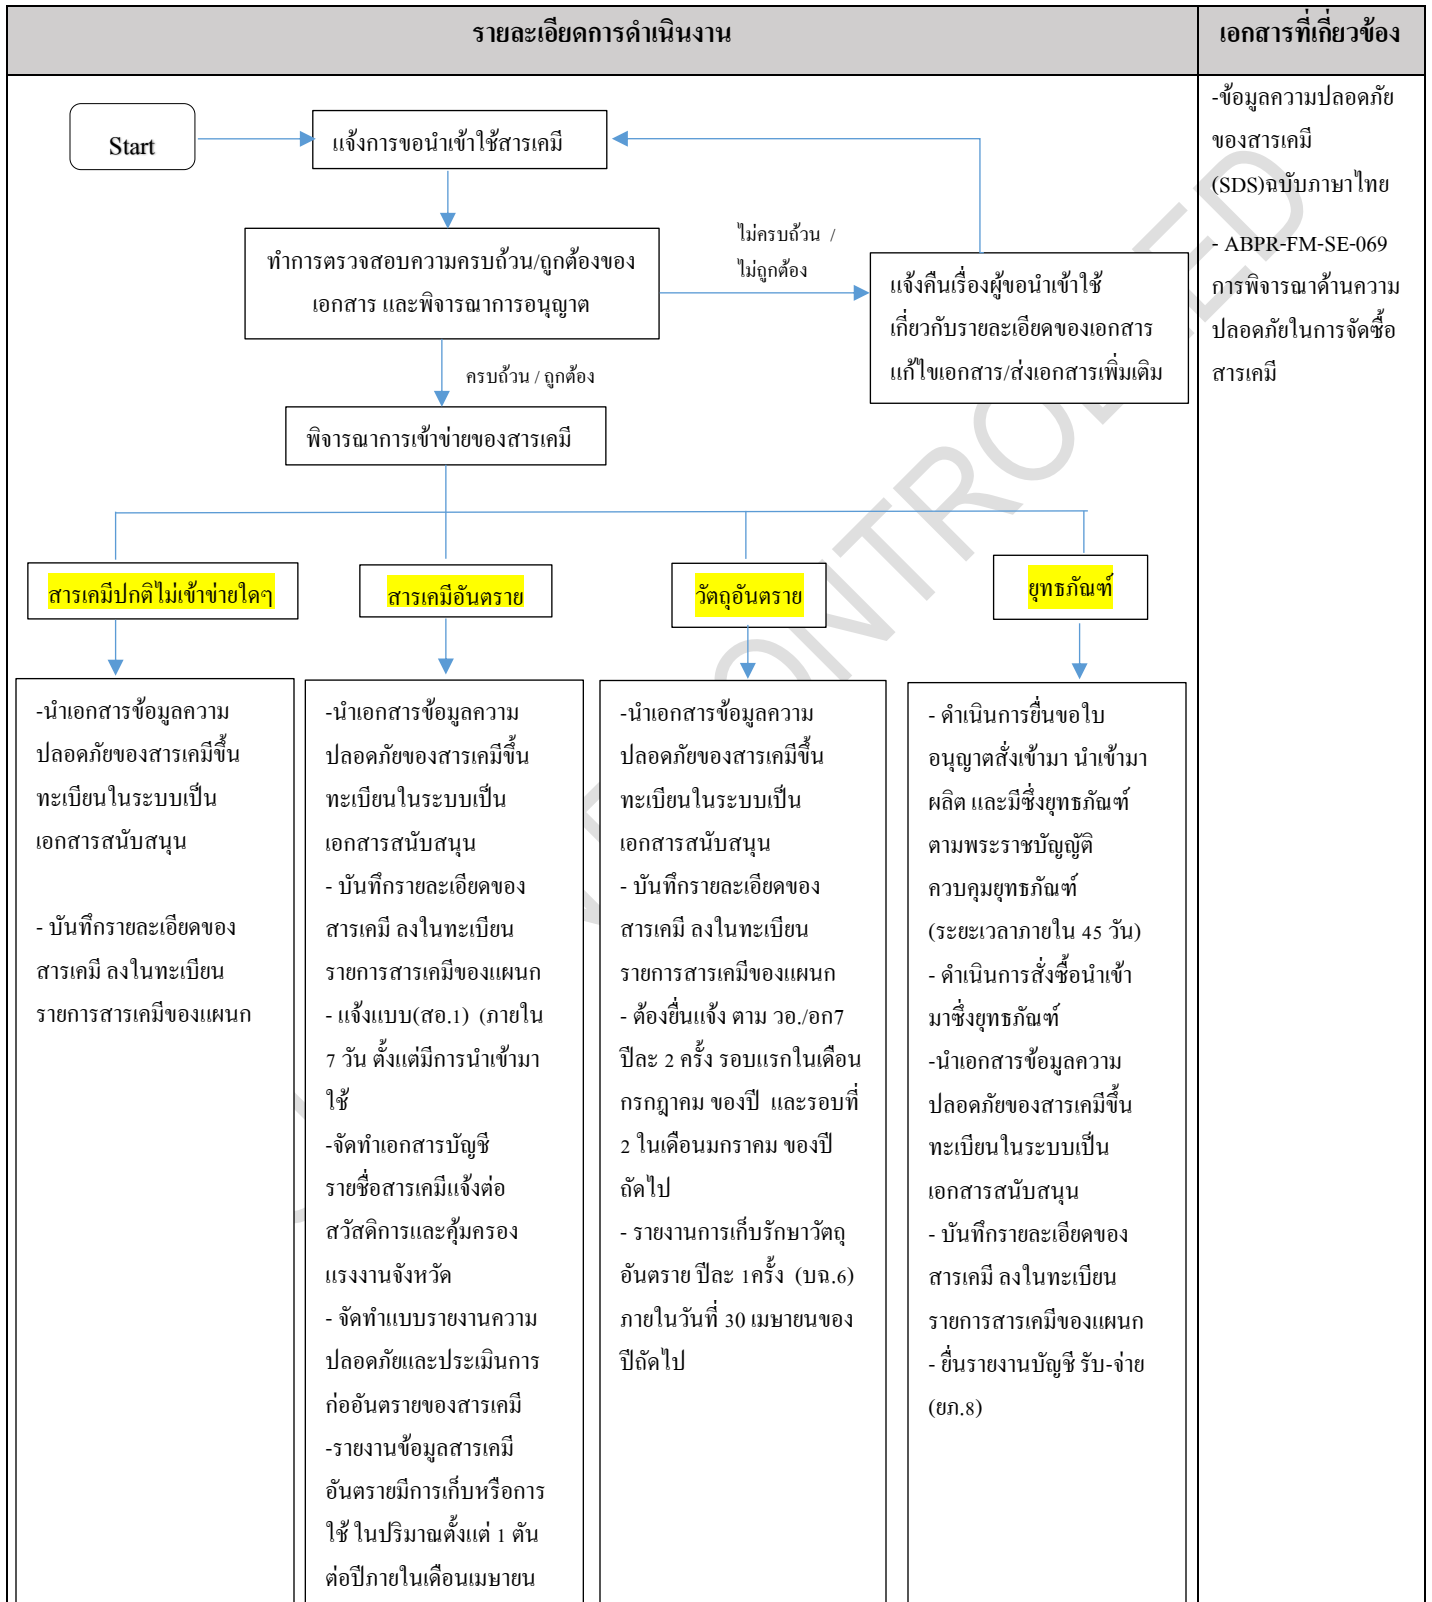 รายละเอียดการดำเนินงาน
เอกสารที่เกี่ยวข้อง
Start
แจ้งการขอนำเข้าใช้สารเคมี
ทำการตรวจสอบความครบถ้วน/ถูกต้องของ
เอกสาร และพิจารณาการอนุญาต
ไม่ครบถ้วน /
ไม่ถูกต้อง
แจ้งคืนเรื่องผู้ขอนำเข้าใช้
เกี่ยวกับรายละเอียดของเอกสาร
แก้ไขเอกสาร/ส่งเอกสารเพิ่มเติม
ครบถ้วน / ถูกต้อง
พิจารณาการเข้าข่ายของสารเคมี
สารเคมีปกติไม่เข้าข่ายใดๆ
สารเคมีอันตราย
วัตถุอันตราย
ยุทธภัณฑ์
-นำเอกสารข้อมูลความ
ปลอดภัยของสารเคมีขึ้น
ทะเบียนในระบบเป็น
เอกสารสนับสนุน
- บันทึกรายละเอียดของ
สารเคมี ลงในทะเบียน
รายการสารเคมีของแผนก
-นำเอกสารข้อมูลความ
ปลอดภัยของสารเคมีขึ้น
ทะเบียนในระบบเป็น
เอกสารสนับสนุน
- บันทึกรายละเอียดของ
สารเคมี ลงในทะเบียน
รายการสารเคมีของแผนก
- แจ้งแบบ(สอ.1) (ภายใน
7 วัน ตั้งแต่มีการนำเข้ามา
ใช้
-จัดทำเอกสารบัญชี
รายชื่อสารเคมีแจ้งต่อ
สวัสดิการและคุ้มครอง
แรงงานจังหวัด
- จัดทำแบบรายงานความ
ปลอดภัยและประเมินการ
ก่ออันตรายของสารเคมี
-รายงานข้อมูลสารเคมี
อันตรายมีการเก็บหรือการ
ใช้ ในปริมาณตั้งแต่ 1 ตัน
ต่อปีภายในเดือนเมษายน
-นำเอกสารข้อมูลความ
ปลอดภัยของสารเคมีขึ้น
ทะเบียนในระบบเป็น
เอกสารสนับสนุน
- บันทึกรายละเอียดของ
สารเคมี ลงในทะเบียน
รายการสารเคมีของแผนก
- ต้องยื่นแจ้ง ตาม วอ./อก7
ปีละ 2 ครั้ง รอบแรกในเดือน
กรกฎาคม ของปี และรอบที่
2 ในเดือนมกราคม ของปี
ถัดไป
- รายงานการเก็บรักษาวัตถุ
อันตราย ปีละ 1ครั้ง (บฉ.6)
ภายในวันที่ 30 เมษายนของ
ปีถัดไป
- ดำเนินการยื่นขอใบ
อนุญาตสั่งเข้ามา นำเข้ามา
ผลิต และมีซึ่งยุทธภัณฑ์
ตามพระราชบัญญัติ
ควบคุมยุทธภัณฑ์
(ระยะเวลาภายใน 45 วัน)
- ดำเนินการสั่งซื้อนำเข้า
มาซึ่งยุทธภัณฑ์
-นำเอกสารข้อมูลความ
ปลอดภัยของสารเคมีขึ้น
ทะเบียนในระบบเป็น
เอกสารสนับสนุน
- บันทึกรายละเอียดของ
สารเคมี ลงในทะเบียน
รายการสารเคมีของแผนก
- ยื่นรายงานบัญชี รับ-จ่าย
(ยภ.8)
-ข้อมูลความปลอดภัย
ของสารเคมี
(SDS)ฉบับภาษาไทย
- ABPR-FM-SE-069
การพิจารณาด้านความ
ปลอดภัยในการจัดซื้อ
สารเคมี